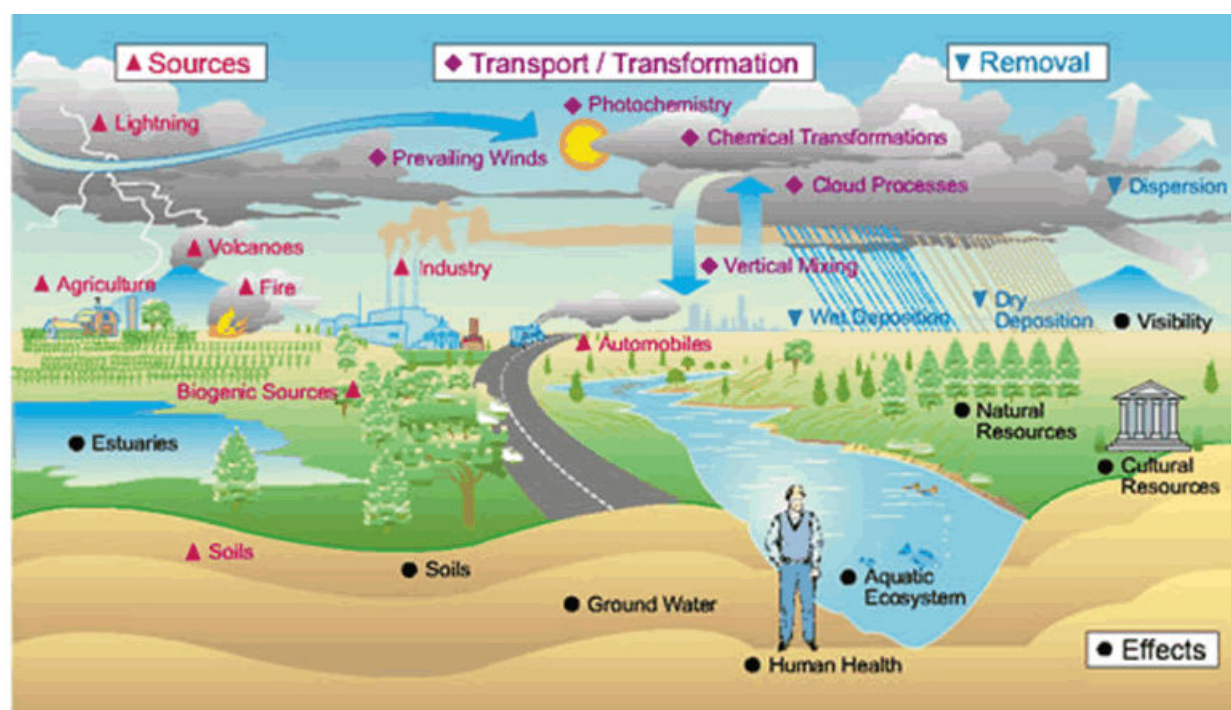 Sources
Transport / Transformation
Removal
Photochemistry
Lightning
Chemical Transformations
Prevailing Winds
Cloud Processes
Dispersion
Volcanoes
Industry
Vertical Mixing
Agriculture
Fire
Wet Deposition
Dry
Deposition
Visibility
Automobiles
Biogenic Sources
Natural
Resources
Estuaries
Cultural
Resources
Soils
Soils
Aquatic
Ecosystem
Ground Water
Human Health
Effects